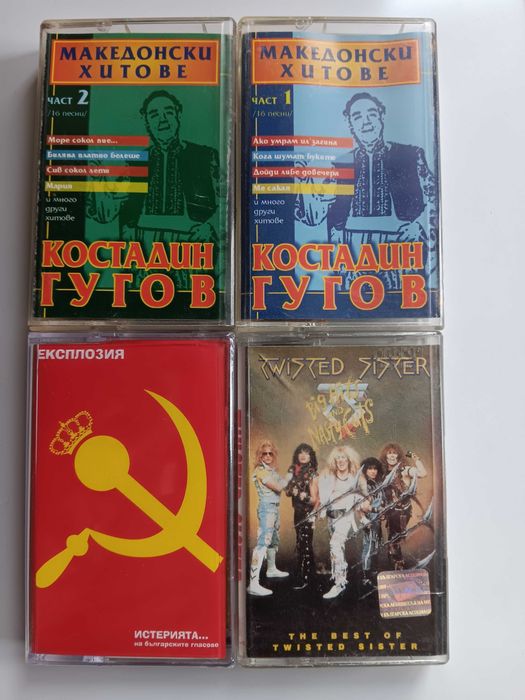 МАКЕДОНСКИ
ХИТОВЕ
ЧАСТ 2
/16 песни/
Море сокол пие...
Биляна платно белеше
Сив сокол лети
Мария
и много
други
хитове
КОСТАДИН
ГУГОВ
МАКЕДОНСКИ
ХИТОВЕ
ЧАСТ 1
/16 песни/
Ако умрам ил загина
Кога шумат буките
Дойди либе довечера
Ме сакал
и много
други
хитове
КОСТАДИН
ГУГОВ
ЕКСПЛОЗИЯ
ИСТЕРИЯТА...
на българските гласове
TWISTED SISTER
BIG HITS
AND
NASTY CUTS
THE BEST OF
TWISTED SISTER